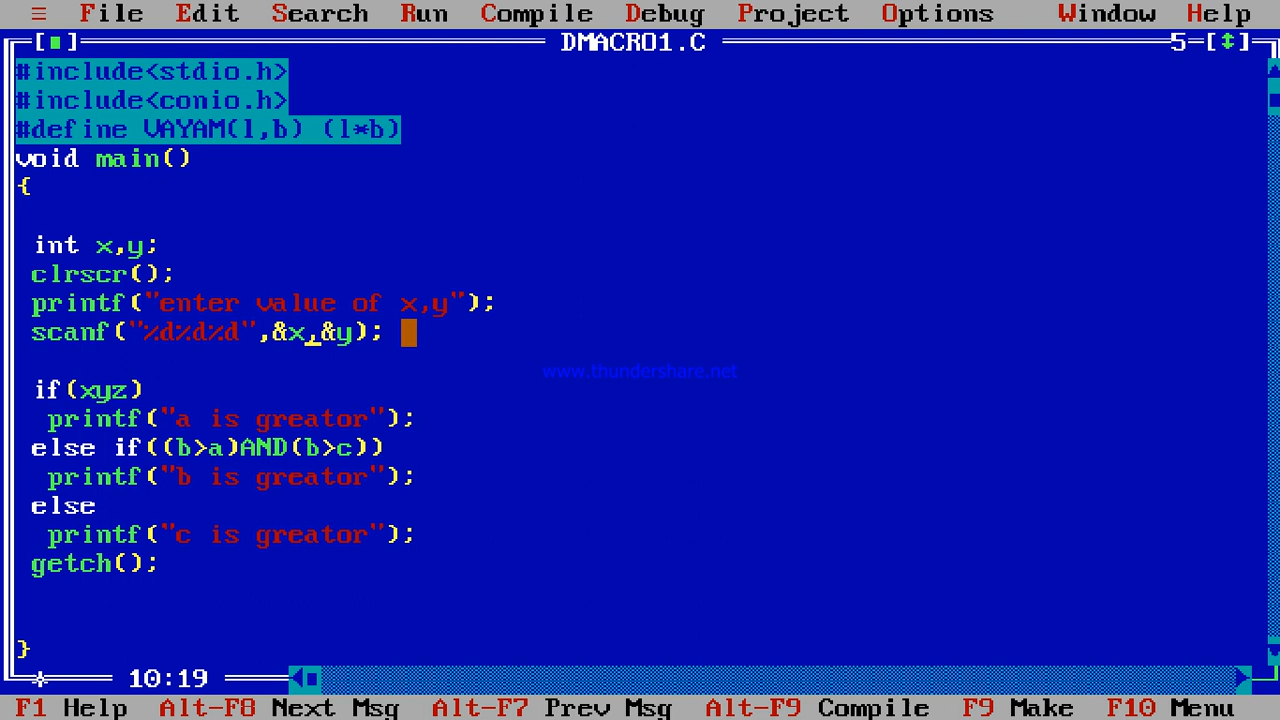 ≡ File Edit Search Run Compile Debug Project Options Window Help
[■] DMACRO1.C 5=[↕]
#include<stdio.h>
#include<conio.h>
#define VAYAM(l,b) (l*b)
void main()
{
int x,y;
clrscr();
printf("enter value of x,y");
scanf("%d%d%d",&x,&y);
www.thundershare.net
if(xyz)
printf("a is greator");
else if((b>a)AND(b>c))
printf("b is greator");
else
printf("c is greator");
getch();
}
10:19
F1 Help Alt-F8 Next Msg Alt-F7 Prev Msg Alt-F9 Compile F9 Make F10 Menu